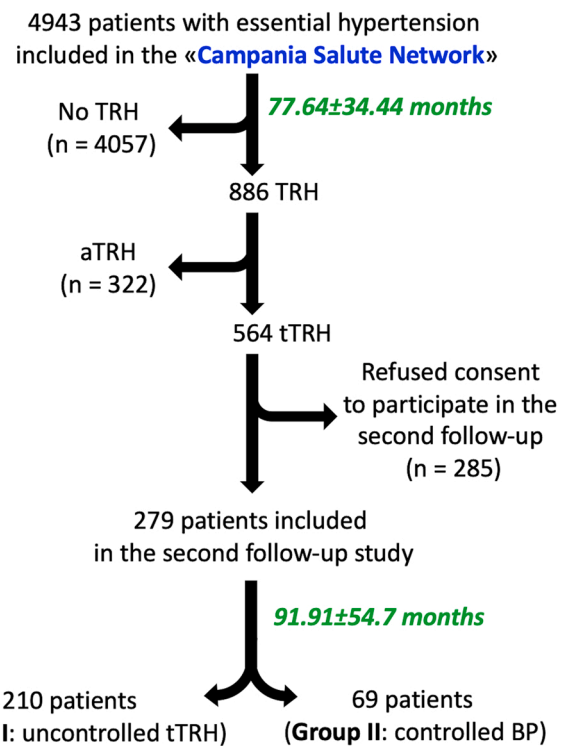 4943 patients with essential hypertension
included in the «Campania Salute Network»
77.64±34.44 months
No TRH
(n = 4057)
886 TRH
aTRH
(n = 322)
564 tTRH
Refused consent
to participate in the
second follow-up
(n = 285)
279 patients included
in the second follow-up study
91.91±54.7 months
210 patients
I: uncontrolled tTRH)
69 patients
(Group II: controlled BP)